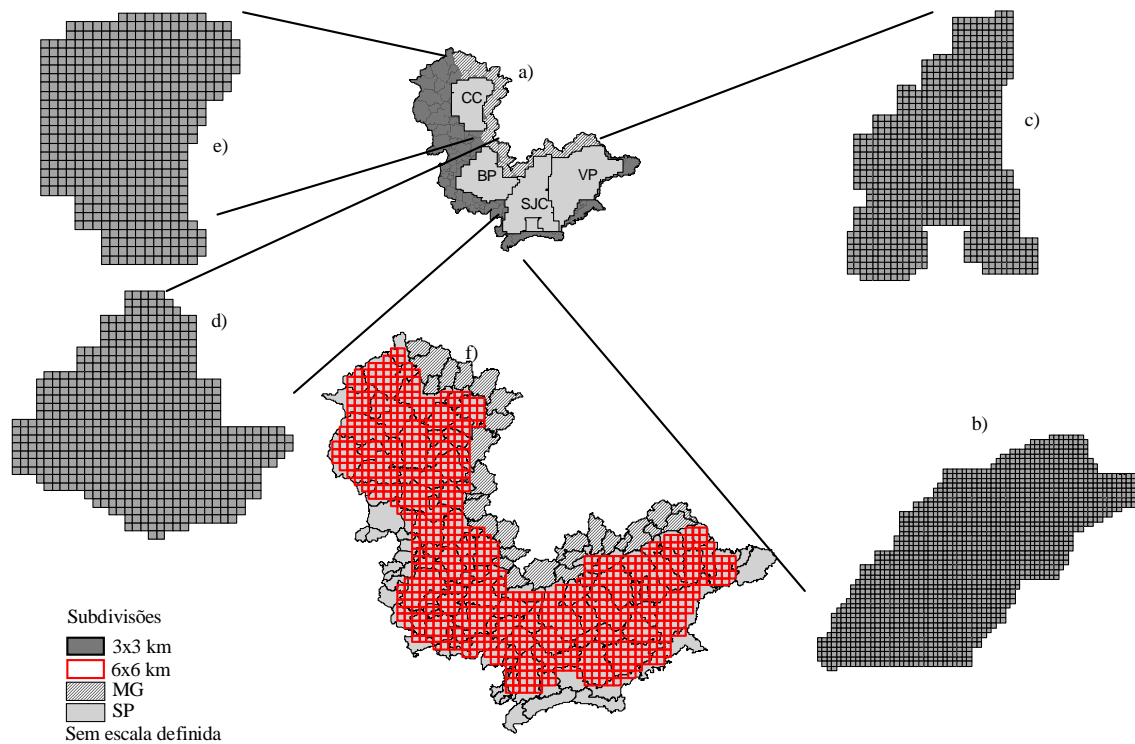 a)
CC
c)
e)
BP
VP
SJC
d)
f)
b)
Subdivisões
3x3 km
6x6 km
MG
SP
Sem escala definida